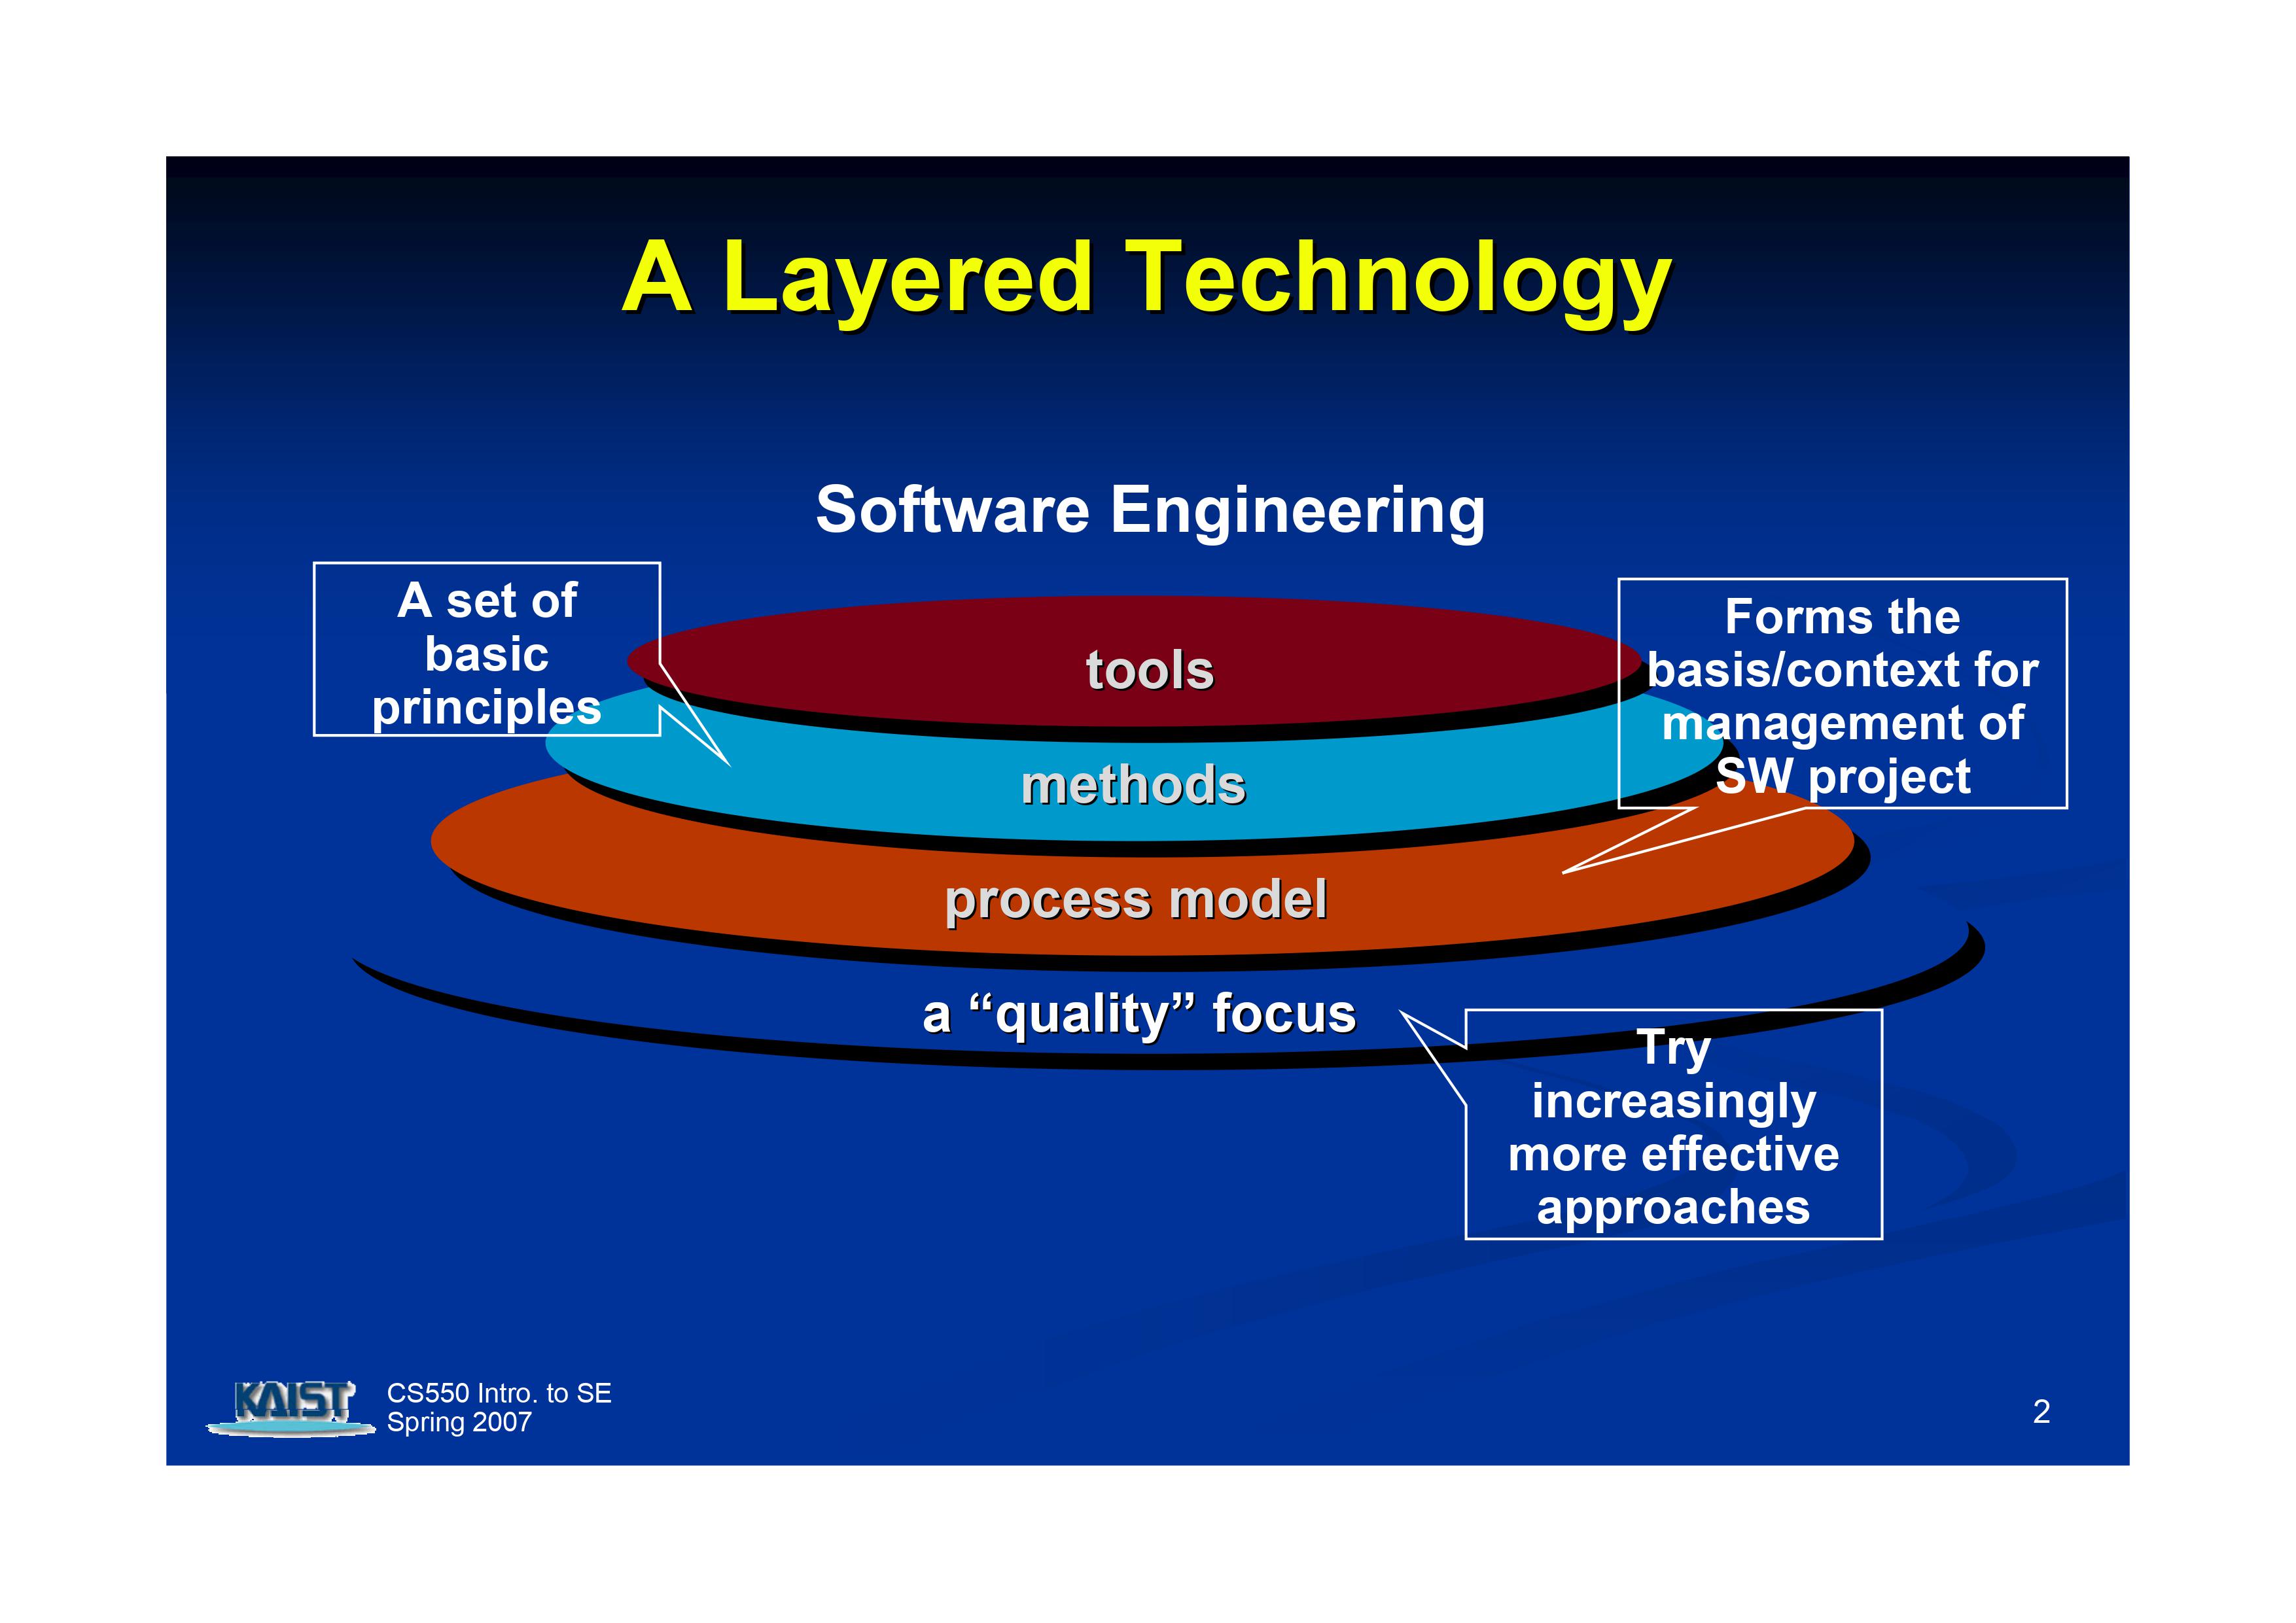 A Layered Technology
Software Engineering
A set of
basic
principles
Forms the
basis/context for
management of
SW project
tools
methods
process model
a “quality” focus
Try
increasingly
more effective
approaches
KAIST
CS550 Intro. to SE
Spring 2007
2